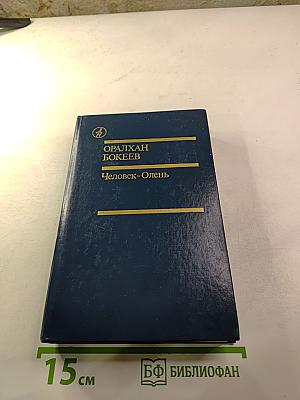 ОРАЛХАН
БОКЕЕВ
Человек-Олень
15 см
БФ БИБЛИОФАН